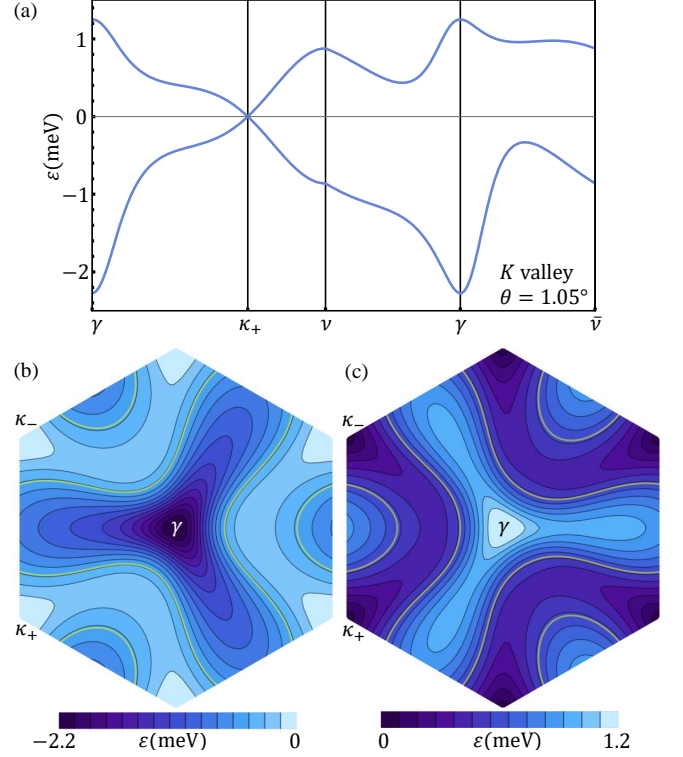 (a)
1
0
−1
−2
ε(meV)
K valley
θ = 1.05°
γ κ₊ ν γ ν̄
(b) (c)
κ₋ κ₋
γ γ
κ₊ κ₊
−2.2 ε(meV) 0 0 ε(meV) 1.2